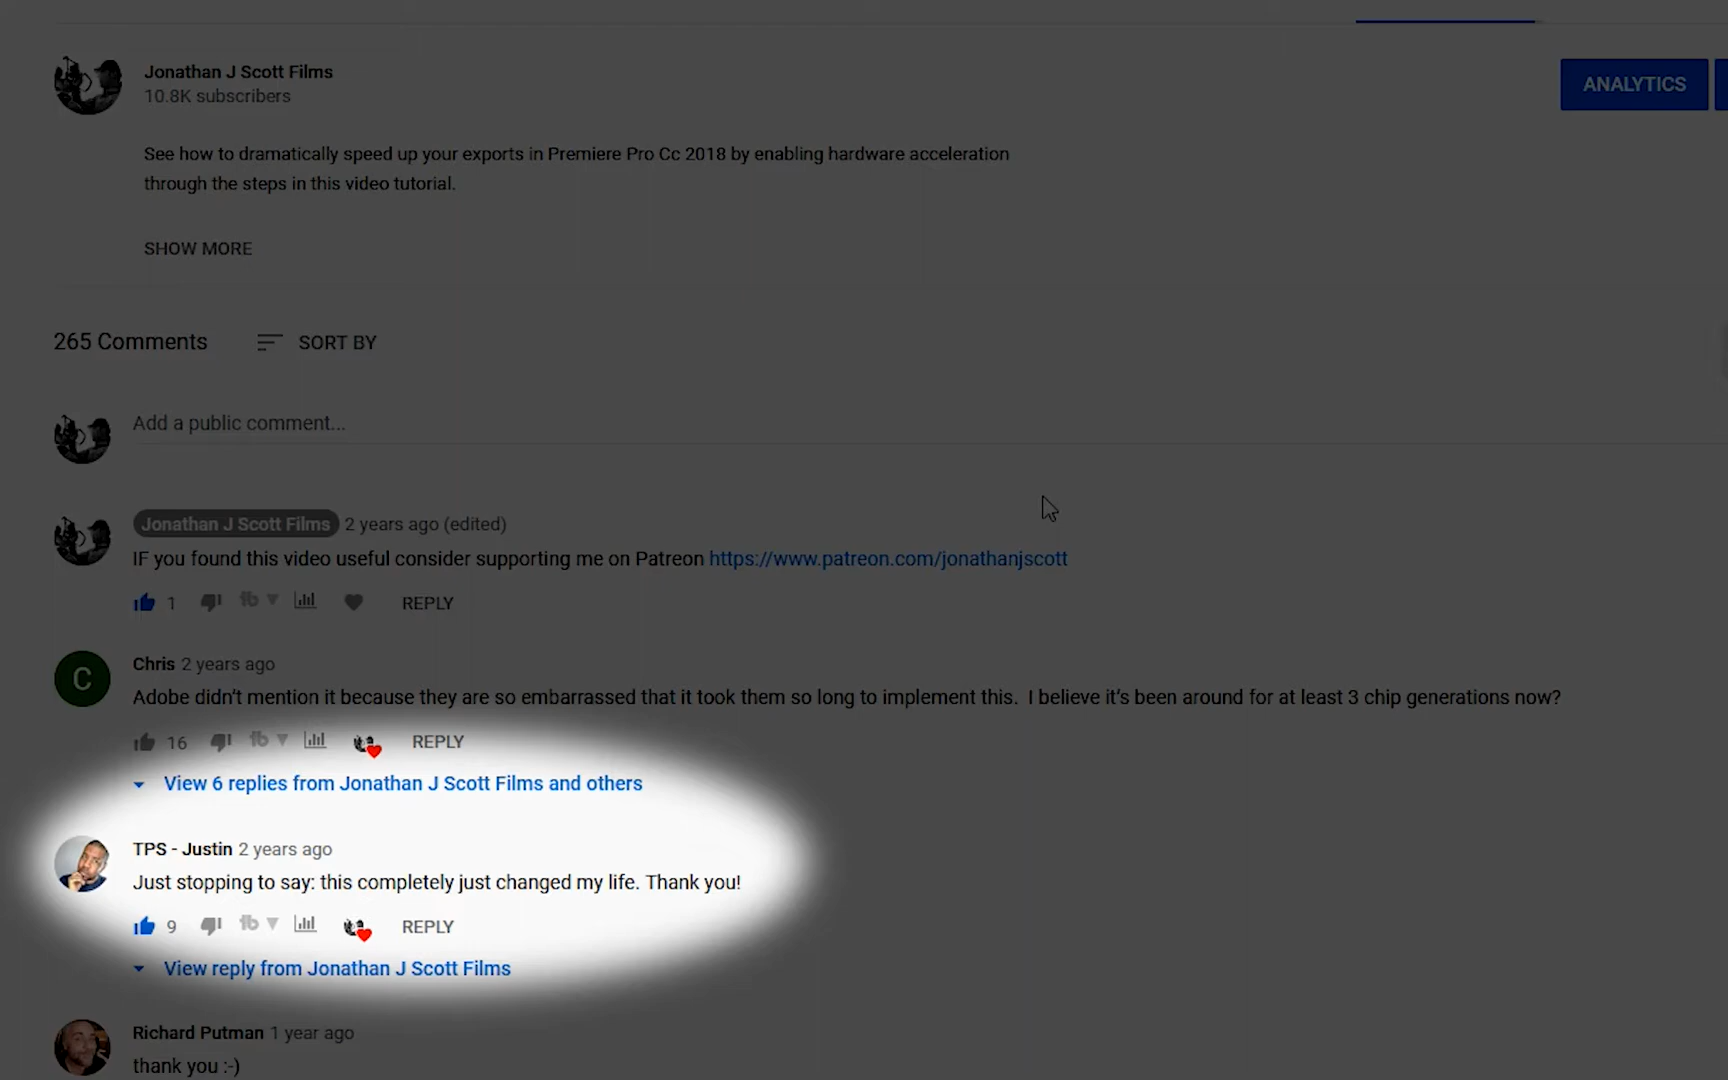 Jonathan J Scott Films
10.8K subscribers
ANALYTICS
See how to dramatically speed up your exports in Premiere Pro Cc 2018 by enabling hardware acceleration
through the steps in this video tutorial.
SHOW MORE
265 Comments
SORT BY
Add a public comment...
Jonathan J Scott Films 2 years ago (edited)
IF you found this video useful consider supporting me on Patreon https://www.patreon.com/jonathanjscott
1 tb REPLY
C
Chris 2 years ago
Adobe didn't mention it because they are so embarrassed that it took them so long to implement this. I believe it's been around for at least 3 chip generations now?
16 tb REPLY
View 6 replies from Jonathan J Scott Films and others
TPS - Justin 2 years ago
Just stopping to say: this completely just changed my life. Thank you!
9 tb REPLY
View reply from Jonathan J Scott Films
Richard Putman 1 year ago
thank you :-)